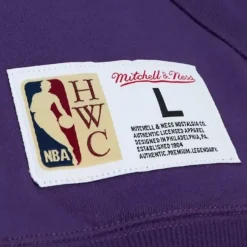 Mitchell & Ness
HWC
NBA
L
MITCHELL & NESS NOSTALGIA CO.
AUTHENTIC LICENSED APPAREL
DESIGNED IN PHILADELPHIA, PA
ESTABLISHED 1904
AUTHENTIC.PREMIUM.LEGENDARY.